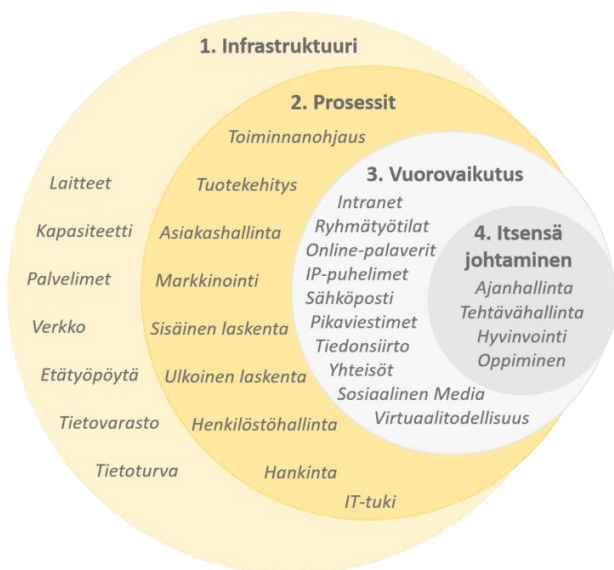 1. Infrastruktuuri
Laitteet
Kapasiteetti
Palvelimet
Verkko
Etätyöpöytä
Tietovarasto
Tietoturva
2. Prosessit
Toiminnanohjaus
Tuotekehitys
Asiakashallinta
Markkinointi
Sisäinen laskenta
Ulkoinen laskenta
Henkilöstöhallinta
Hankinta
IT-tuki
3. Vuorovaikutus
Intranet
Ryhmätyötilat
Online-palaverit
IP-puhelimet
Sähköposti
Pikaviestimet
Tiedonsiirto
Yhteisöt
Sosiaalinen Media
Virtuaalitodellisuus
4. Itsensä
johtaminen
Ajanhallinta
Tehtävähallinta
Hyvinvointi
Oppiminen